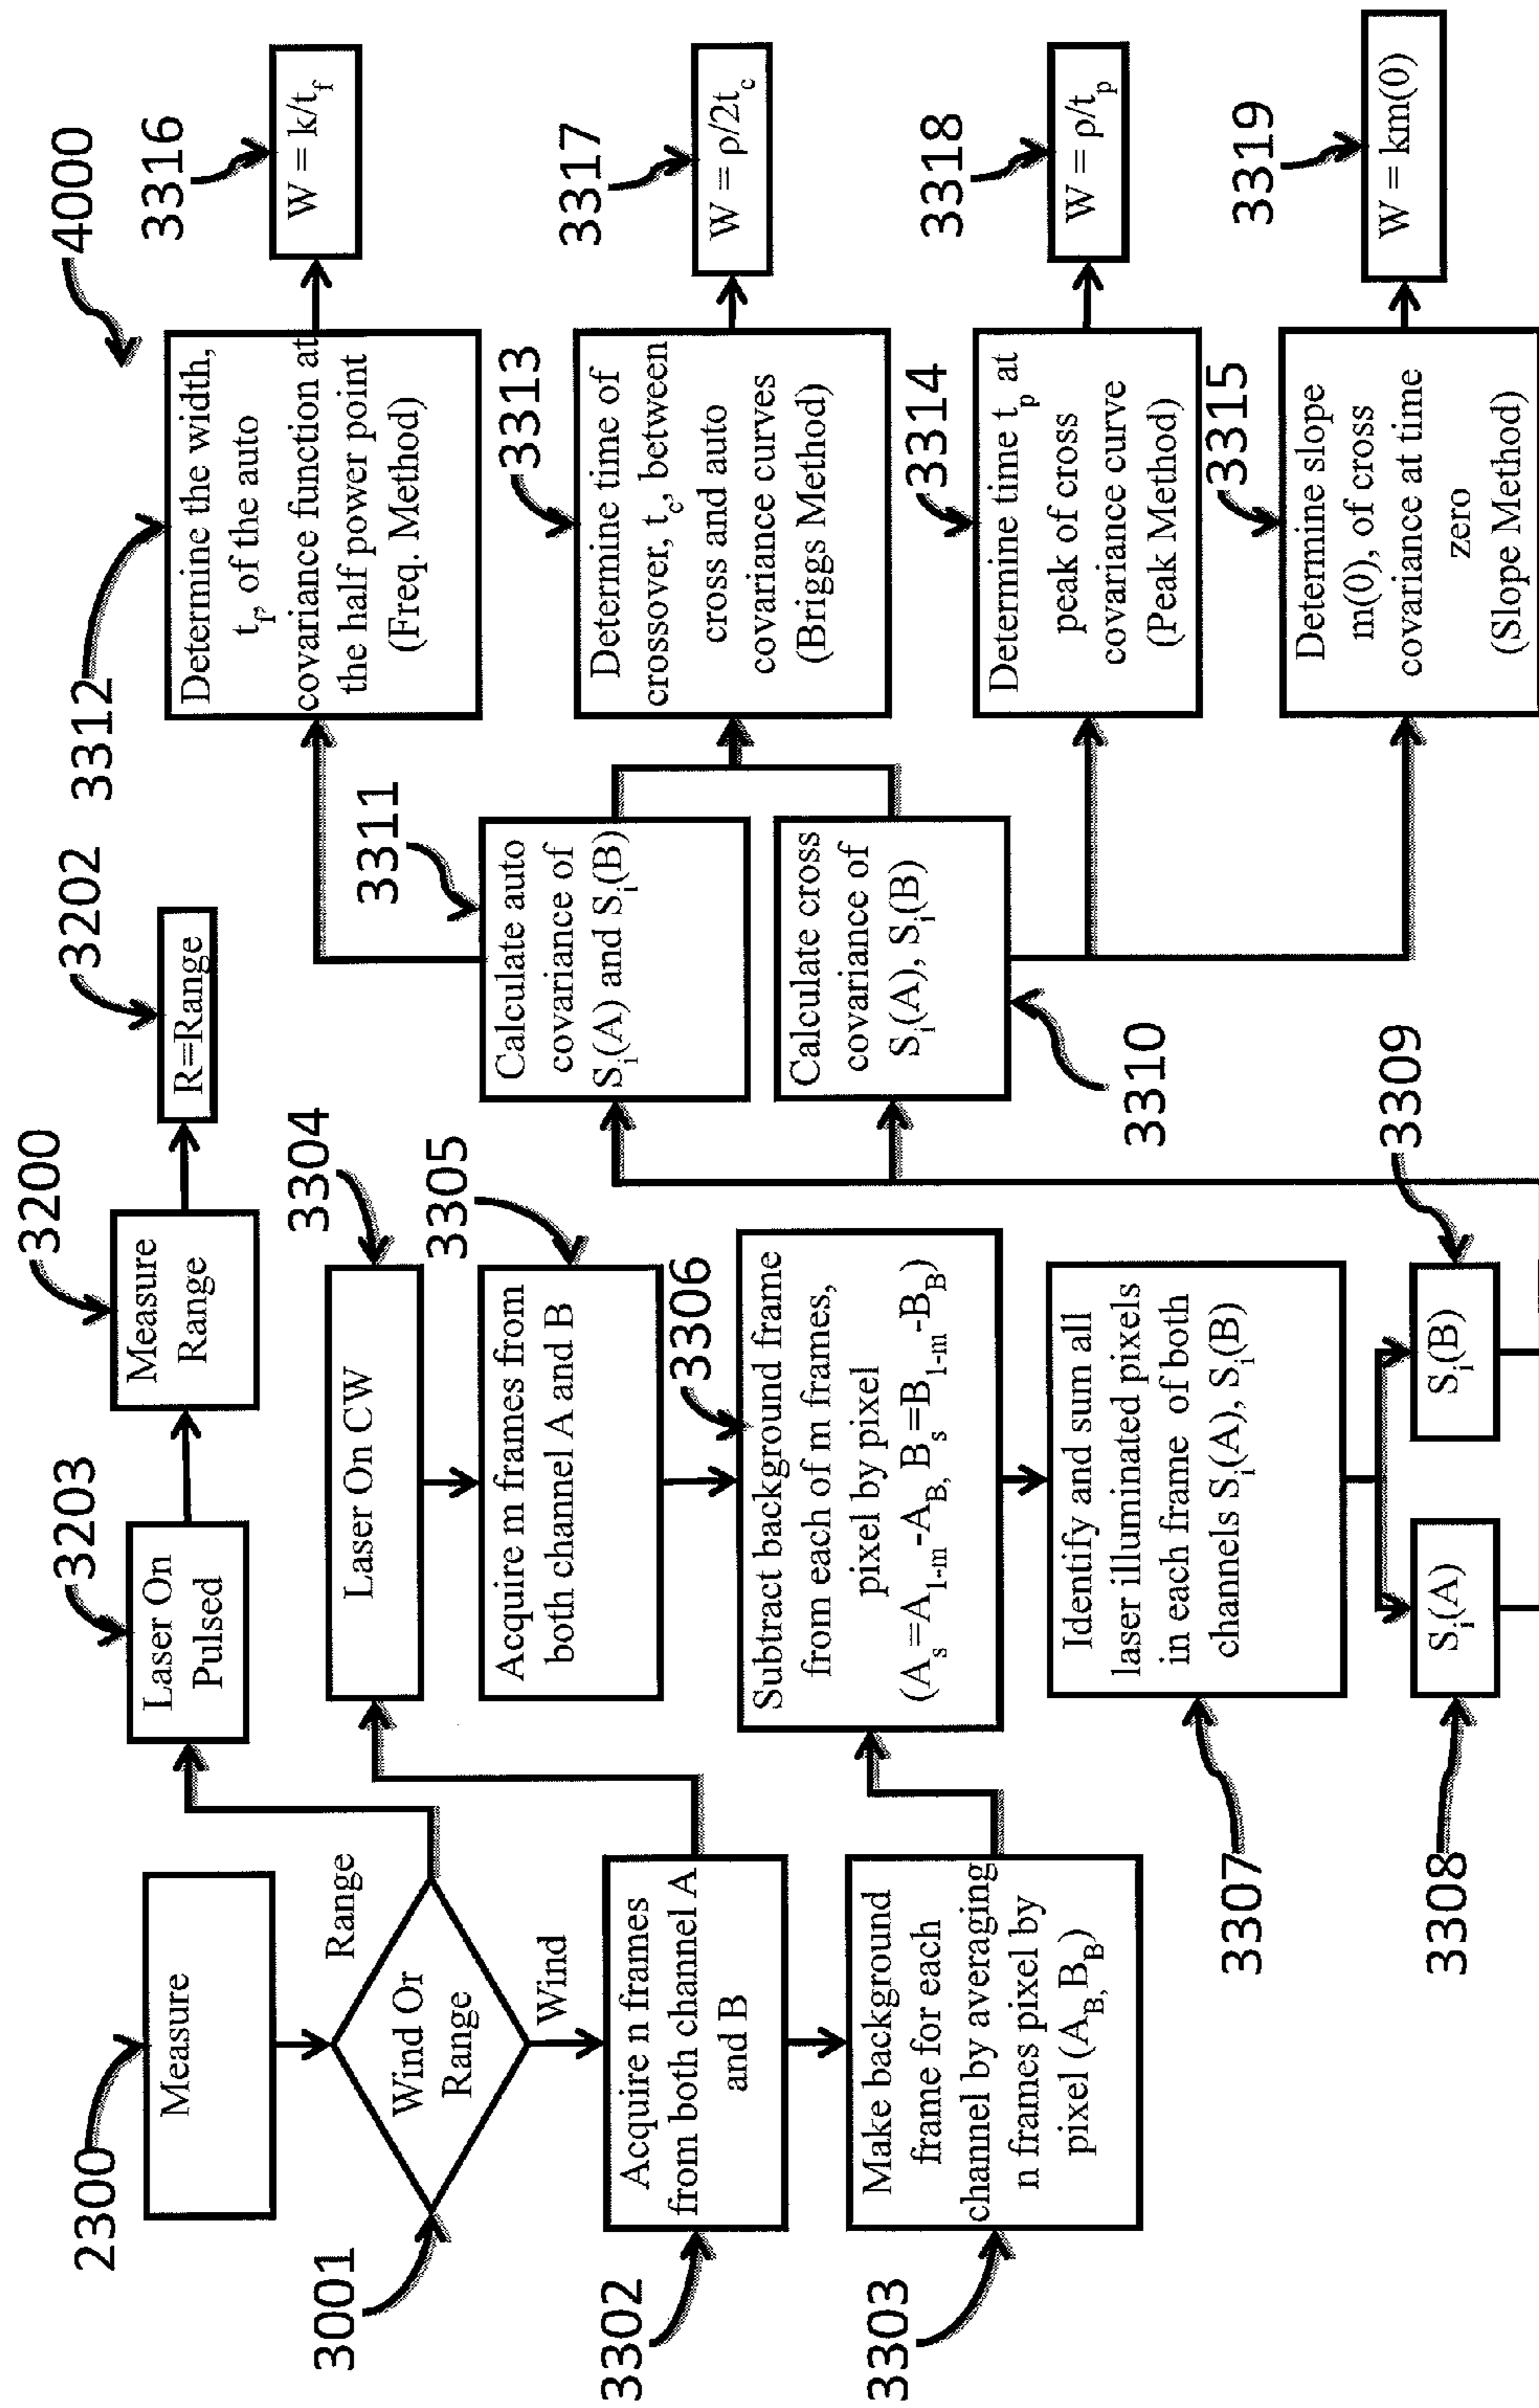 4000
2300
Measure
3001
Wind Or
Range
Range
Wind
3203
Laser On
Pulsed
3200
Measure
Range
3202
R=Range
3302
Acquire n frames
from both channel A
and B
3303
Make background
frame for each
channel by averaging
n frames pixel by
pixel (A_B, B_B)
3304
Laser On CW
3305
Acquire m frames from
both channel A and B
3306
Subtract background frame
from each of m frames,
pixel by pixel
(A_s=A_1-m-A_B, B_s=B_1-m-B_B)
3307
Identify and sum all
laser illuminated pixels
in each frame of both
channels S_i(A), S_i(B)
3308
S_i(A)
3309
S_i(B)
3311
Calculate auto
covariance of
S_i(A) and S_i(B)
3310
Calculate cross
covariance of
S_i(A), S_i(B)
3312
Determine the width,
t_f, of the auto
covariance function at
the half power point
(Freq. Method)
3316
W = k/t_f
3313
Determine time of
crossover, t_c, between
cross and auto
covariance curves
(Briggs Method)
3317
W = ρ/2t_c
3314
Determine time t_p at
peak of cross
covariance curve
(Peak Method)
3318
W = ρ/t_p
3315
Determine slope
m(0), of cross
covariance at time
zero
(Slope Method)
3319
W = km(0)